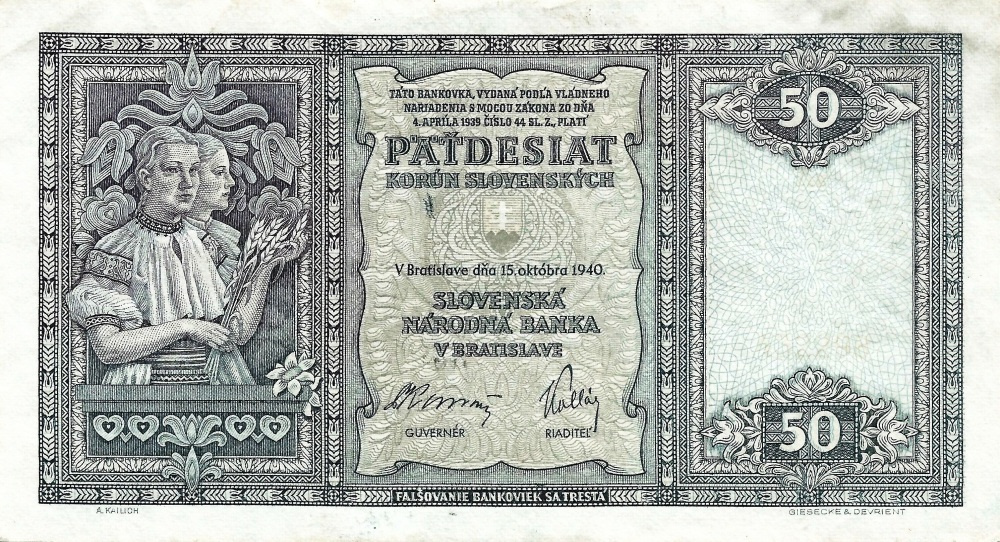 TÁTO BANKOVKA, VYDANÁ PODĽA VLÁDNEHO
NARIADENIA S MOCOU ZÁKONA ZO DŇA
4. APRÍLA 1939 ČÍSLO 44 SL. Z., PLATÍ
PÄŤDESIAT
KORÚN SLOVENSKÝCH
V Bratislave dňa 15. októbra 1940.
SLOVENSKÁ
NÁRODNÁ BANKA
V BRATISLAVE
GUVERNÉR RIADITEĽ
FALŠOVANIE BANKOVIEK SA TRESTÁ
50
50
A. KAILICH
GIESECKE & DEVRIENT